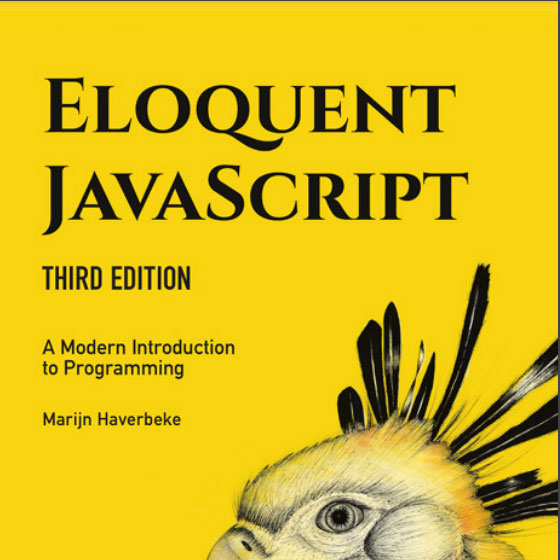 ELOQUENT
JAVASCRIPT
THIRD EDITION
A Modern Introduction
to Programming
Marijn Haverbeke